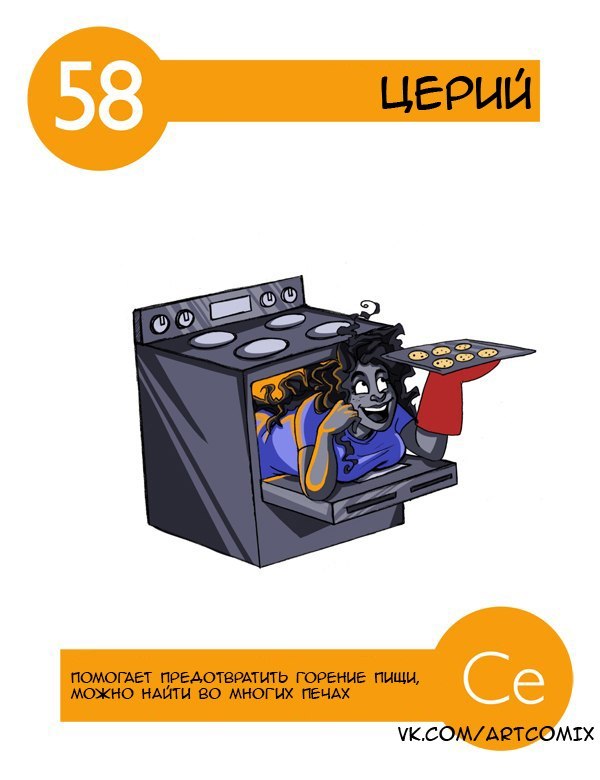 58
ЦЕРИЙ
ПОМОГАЕТ ПРЕДОТВРАТИТЬ ГОРЕНИЕ ПИЩИ,
МОЖНО НАЙТИ ВО МНОГИХ ПЕЧАХ
Ce
VK.COM/ARTCOMIX